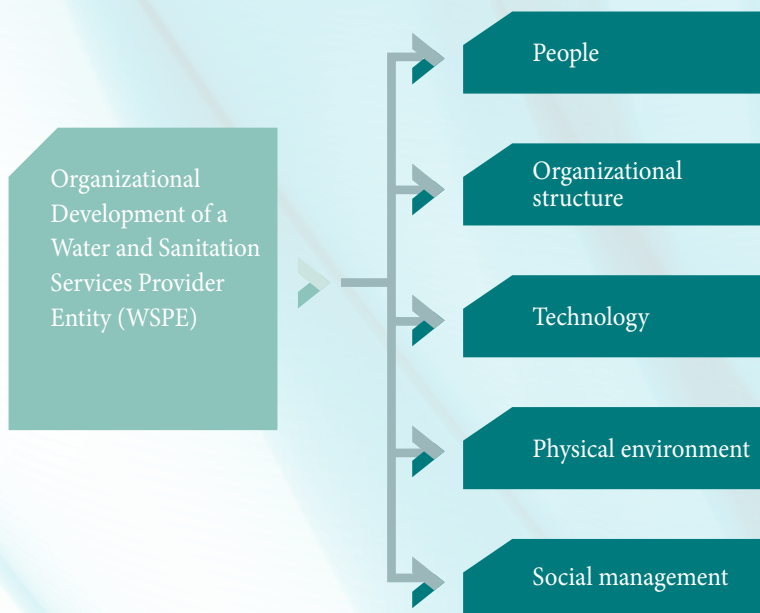 Organizational
Development of a
Water and Sanitation
Services Provider
Entity (WSPE)
People
Organizational
structure
Technology
Physical environment
Social management